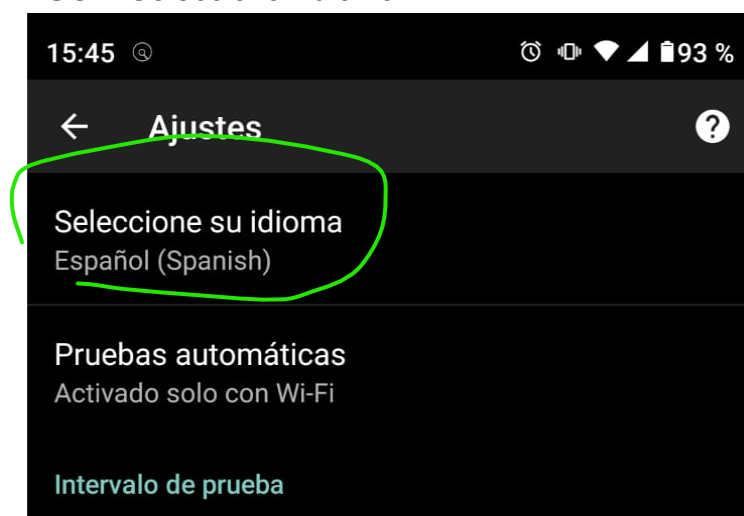 15:45 93 %
Ajustes
Seleccione su idioma
Español (Spanish)
Pruebas automáticas
Activado solo con Wi-Fi
Intervalo de prueba